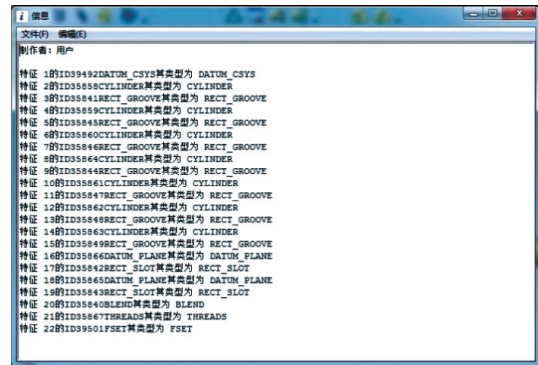 i 信息
文件(F) 编辑(E)
制作者：用户
特征 1的ID39492DATUM_CSYS其类型为 DATUM_CSYS
特征 2的ID35858CYLINDER其类型为 CYLINDER
特征 3的ID35841RECT_GROOVE其类型为 RECT_GROOVE
特征 4的ID35859CYLINDER其类型为 CYLINDER
特征 5的ID35845RECT_GROOVE其类型为 RECT_GROOVE
特征 6的ID35860CYLINDER其类型为 CYLINDER
特征 7的ID35846RECT_GROOVE其类型为 RECT_GROOVE
特征 8的ID35864CYLINDER其类型为 CYLINDER
特征 9的ID35844RECT_GROOVE其类型为 RECT_GROOVE
特征 10的ID35861CYLINDER其类型为 CYLINDER
特征 11的ID35847RECT_GROOVE其类型为 RECT_GROOVE
特征 12的ID35862CYLINDER其类型为 CYLINDER
特征 13的ID35848RECT_GROOVE其类型为 RECT_GROOVE
特征 14的ID35863CYLINDER其类型为 CYLINDER
特征 15的ID35849RECT_GROOVE其类型为 RECT_GROOVE
特征 16的ID35866DATUM_PLANE其类型为 DATUM_PLANE
特征 17的ID35842RECT_SLOT其类型为 RECT_SLOT
特征 18的ID35865DATUM_PLANE其类型为 DATUM_PLANE
特征 19的ID35843RECT_SLOT其类型为 RECT_SLOT
特征 20的ID35840BLEND其类型为 BLEND
特征 21的ID35867THREADS其类型为 THREADS
特征 22的ID39501FSET其类型为 FSET